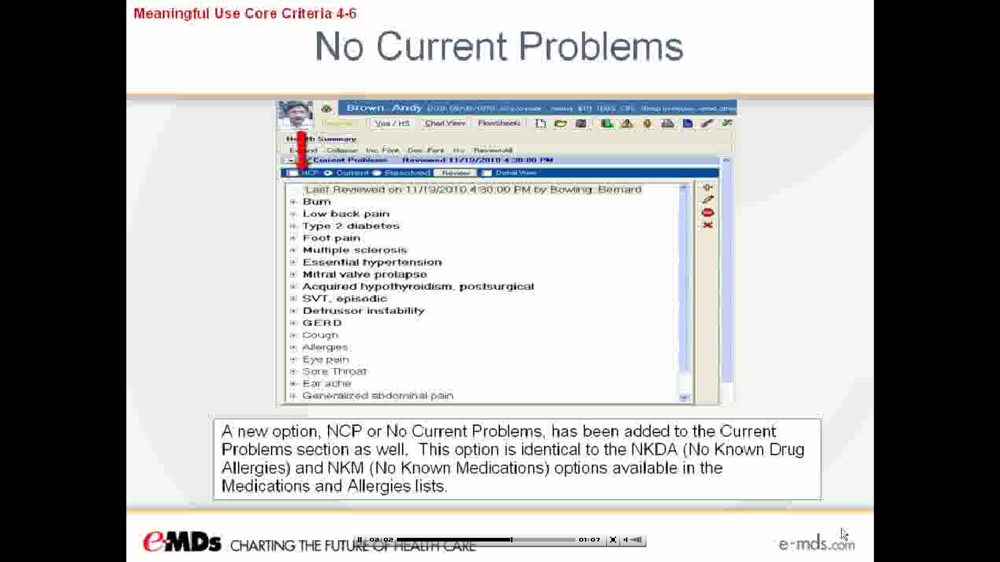 Meaningful Use Core Criteria 4-6
No Current Problems
Brown, Andy
Vos / HS Chart View FlowSheets
Health Summary
Expand Collapse Inc. Font Dec. Font Review All
Current Problems Reviewed 11/19/2010 4:30:00 PM
NCP Current Resolved Review Detail View
Last Reviewed on 11/19/2010 4:30:00 PM by Bowling, Bernard
Burn
Low back pain
Type 2 diabetes
Foot pain
Multiple sclerosis
Essential hypertension
Mitral valve prolapse
Acquired hypothyroidism, postsurgical
SVT, episodic
Detrussor instability
GERD
Cough
Allergies
Eye pain
Sore Throat
Ear ache
Generalized abdominal pain
A new option, NCP or No Current Problems, has been added to the Current
Problems section as well. This option is identical to the NKDA (No Known Drug
Allergies) and NKM (No Known Medications) options available in the
Medications and Allergies lists.
e-MDs CHARTING THE FUTURE OF HEALTH CARE
02:02 01:07
e-mds.com